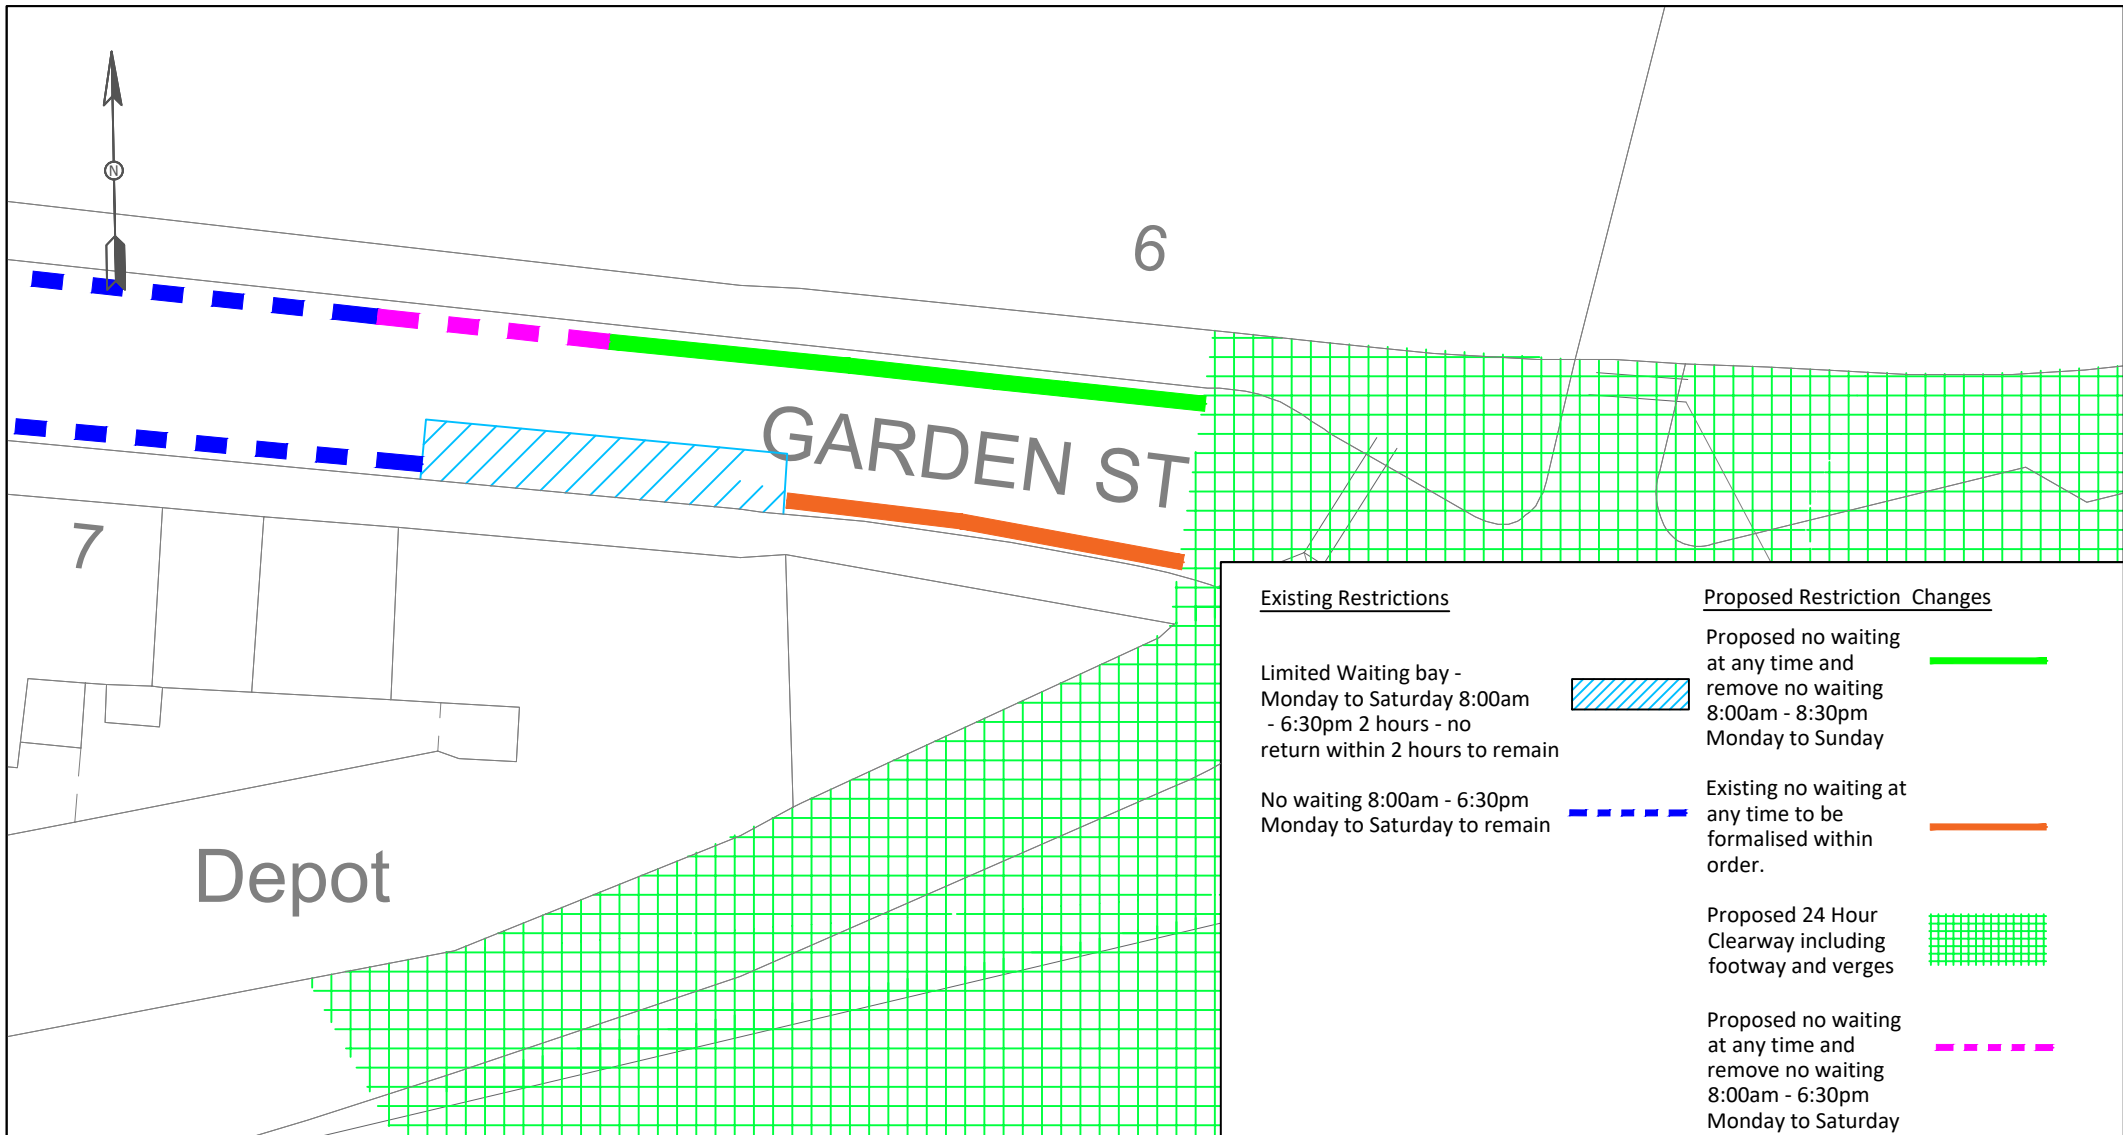 N
6
GARDEN ST
7
Depot
Existing Restrictions
Limited Waiting bay -
Monday to Saturday 8:00am
- 6:30pm 2 hours - no
return within 2 hours to remain
No waiting 8:00am - 6:30pm
Monday to Saturday to remain
Proposed Restriction Changes
Proposed no waiting
at any time and
remove no waiting
8:00am - 8:30pm
Monday to Sunday
Existing no waiting at
any time to be
formalised within
order.
Proposed 24 Hour
Clearway including
footway and verges
Proposed no waiting
at any time and
remove no waiting
8:00am - 6:30pm
Monday to Saturday